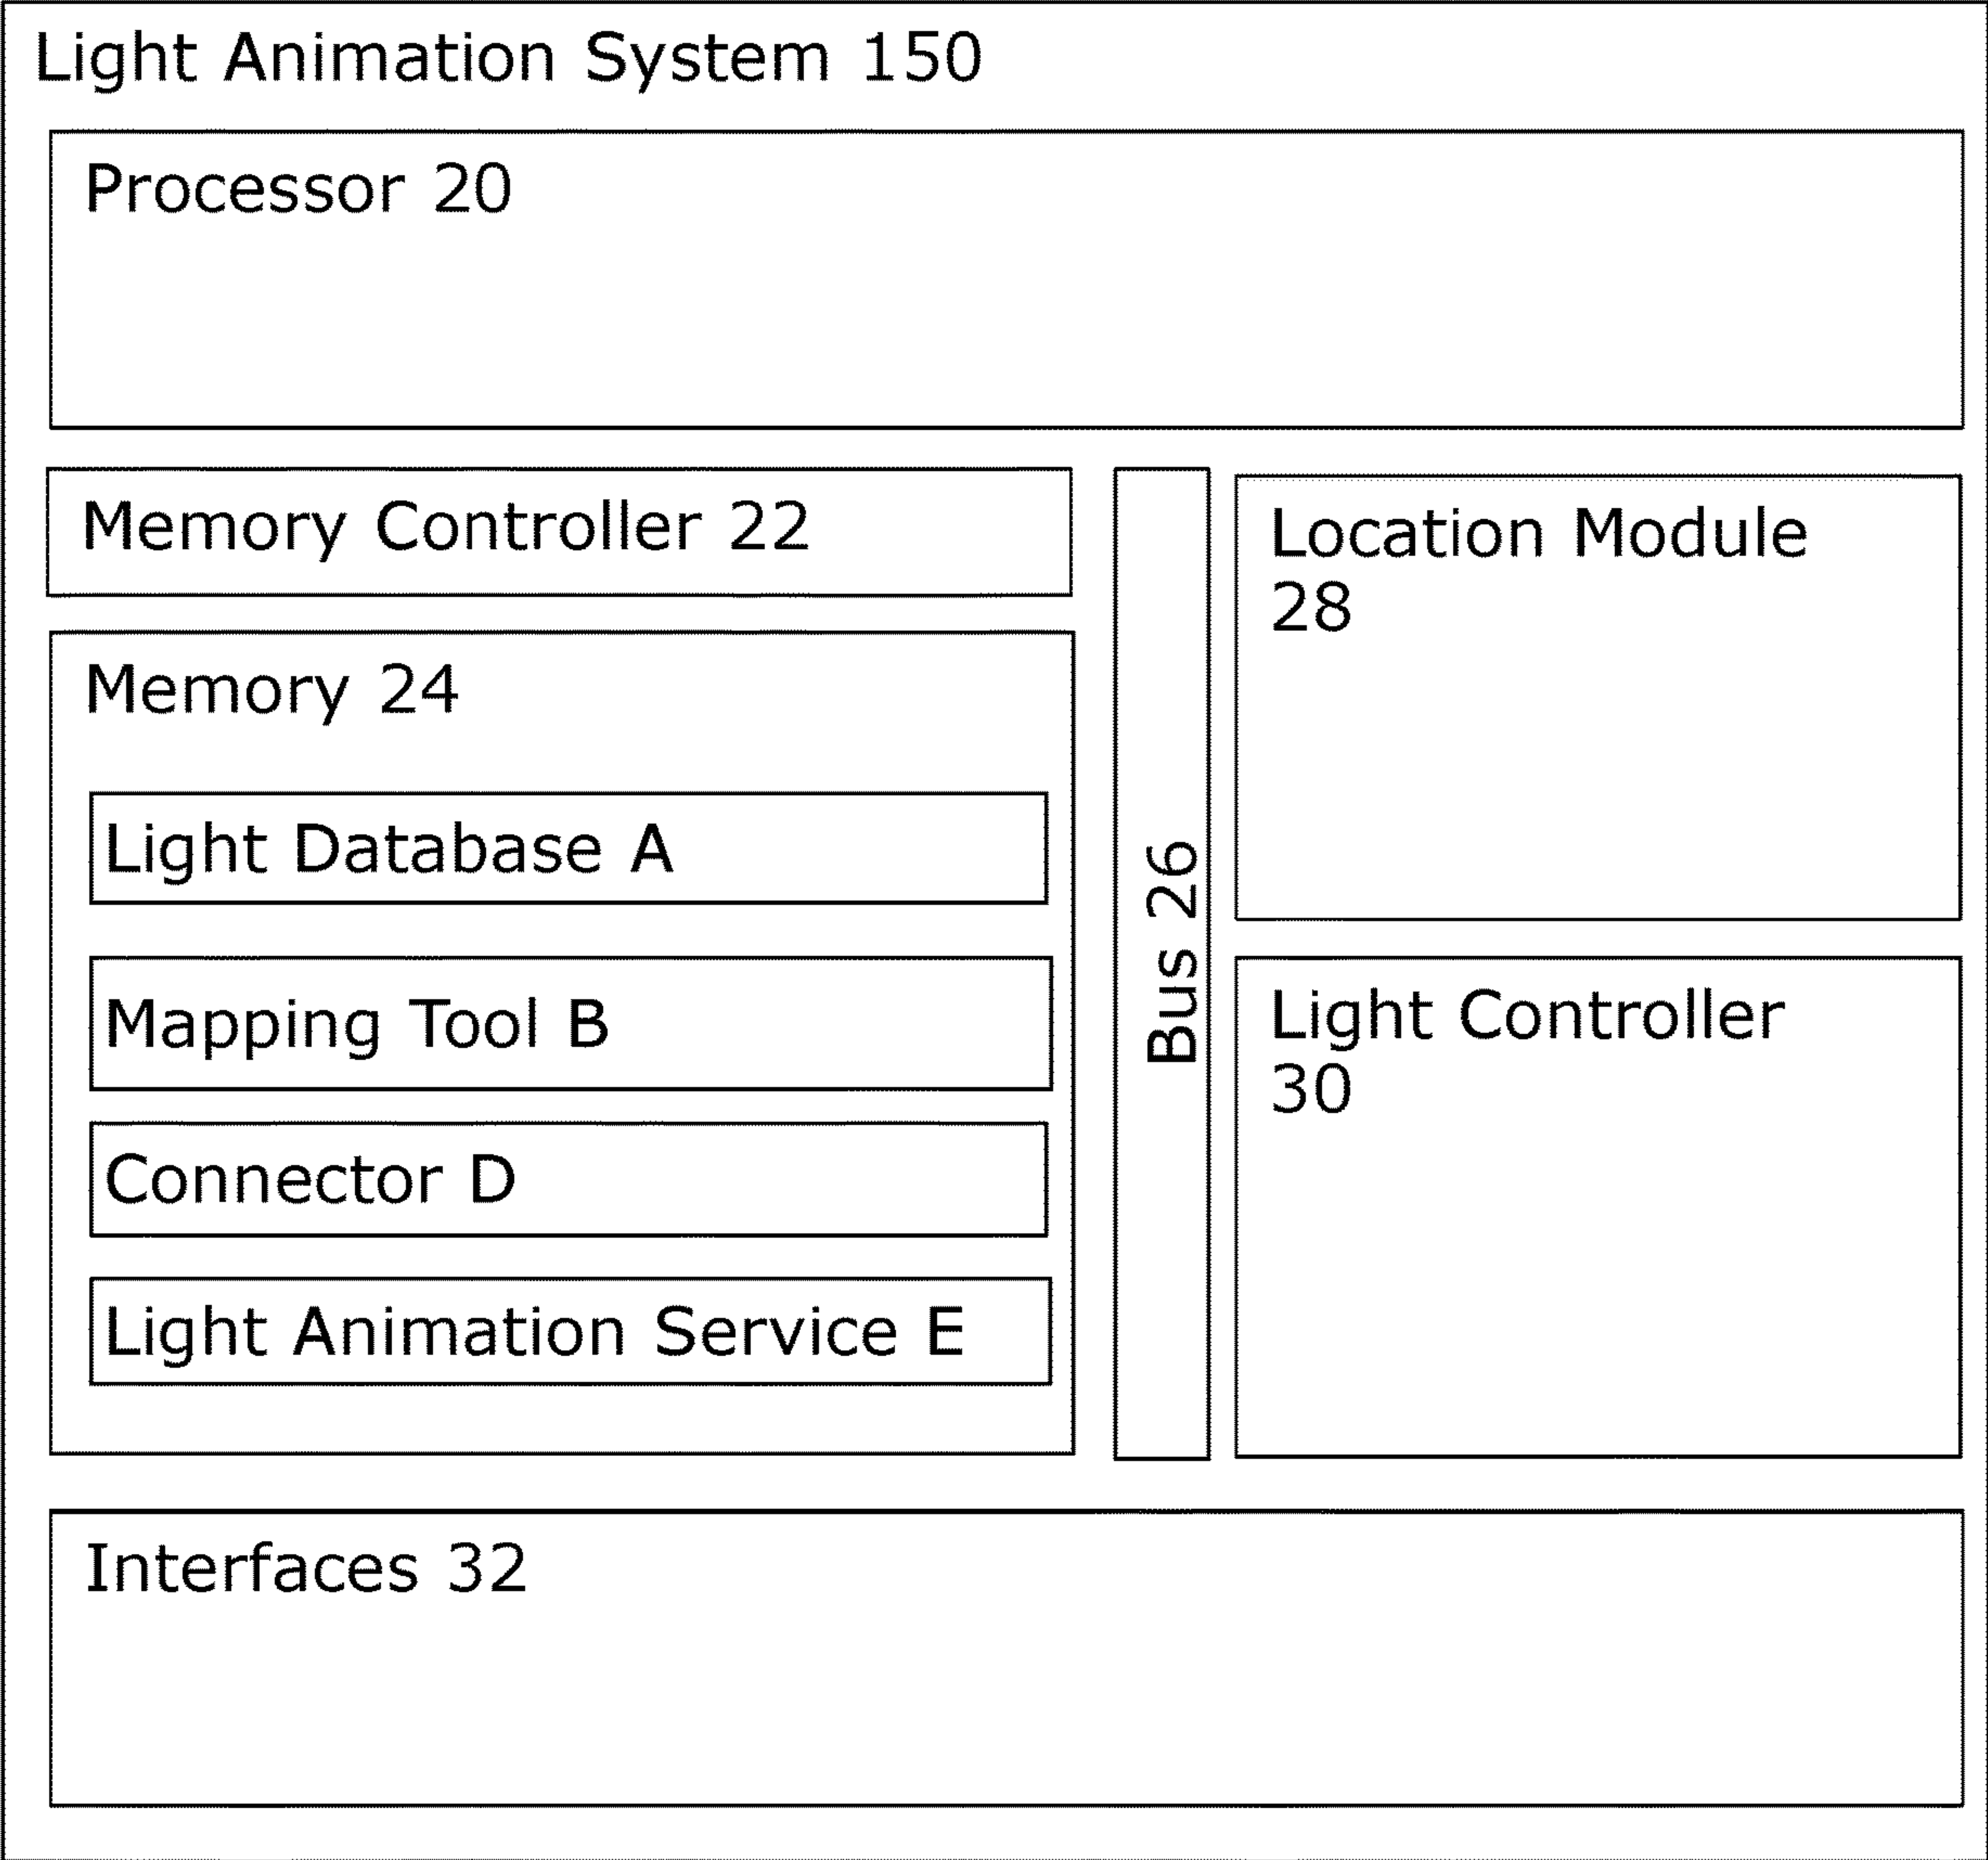 Light Animation System 150
Processor 20
Memory Controller 22
Memory 24
Light Database A
Mapping Tool B
Connector D
Light Animation Service E
Bus 26
Location Module
28
Light Controller
30
Interfaces 32